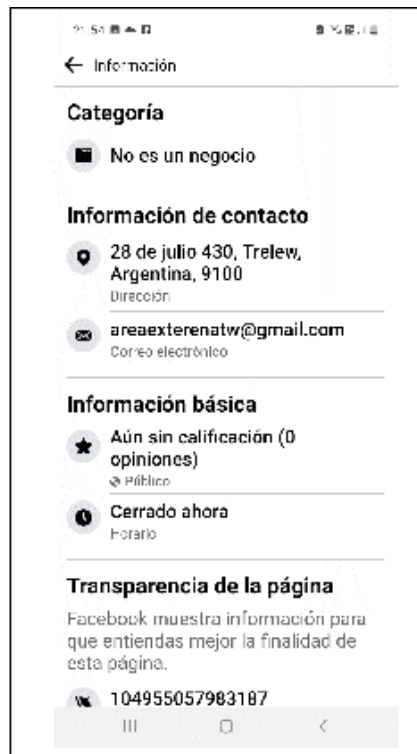 21:54
← Información
Categoría
No es un negocio
Información de contacto
28 de julio 430, Trelew,
Argentina, 9100
Dirección
areaexterenatw@gmail.com
Correo electrónico
Información básica
Aún sin calificación (0
opiniones)
Público
Cerrado ahora
Horario
Transparencia de la página
Facebook muestra información para
que entiendas mejor la finalidad de
esta página.
104955057983187